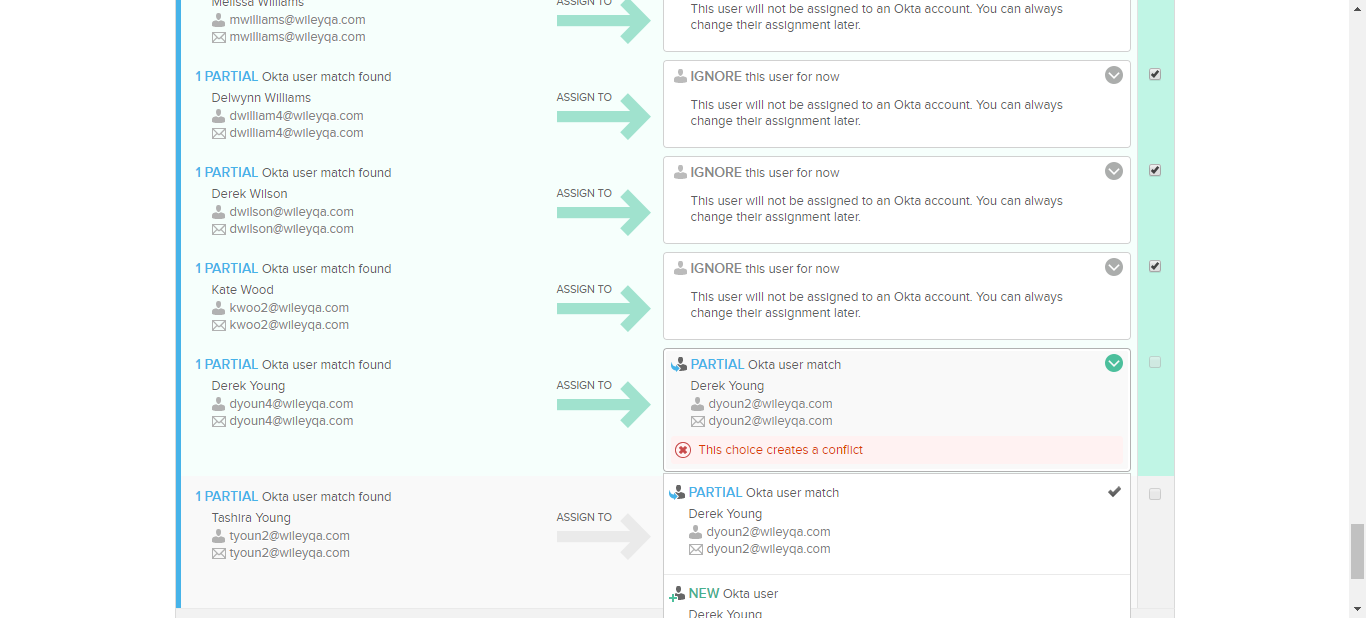 Melissa Williams
mwilliams@wileyqa.com
mwilliams@wileyqa.com
ASSIGN TO
This user will not be assigned to an Okta account. You can always
change their assignment later.
1 PARTIAL Okta user match found
Delwynn Williams
dwilliam4@wileyqa.com
dwilliam4@wileyqa.com
ASSIGN TO
IGNORE this user for now
This user will not be assigned to an Okta account. You can always
change their assignment later.
1 PARTIAL Okta user match found
Derek Wilson
dwilson@wileyqa.com
dwilson@wileyqa.com
ASSIGN TO
IGNORE this user for now
This user will not be assigned to an Okta account. You can always
change their assignment later.
1 PARTIAL Okta user match found
Kate Wood
kwoo2@wileyqa.com
kwoo2@wileyqa.com
ASSIGN TO
IGNORE this user for now
This user will not be assigned to an Okta account. You can always
change their assignment later.
1 PARTIAL Okta user match found
Derek Young
dyoun4@wileyqa.com
dyoun4@wileyqa.com
ASSIGN TO
PARTIAL Okta user match
Derek Young
dyoun2@wileyqa.com
dyoun2@wileyqa.com
This choice creates a conflict
1 PARTIAL Okta user match found
Tashira Young
tyoun2@wileyqa.com
tyoun2@wileyqa.com
ASSIGN TO
PARTIAL Okta user match
Derek Young
dyoun2@wileyqa.com
dyoun2@wileyqa.com
NEW Okta user
Derek Young